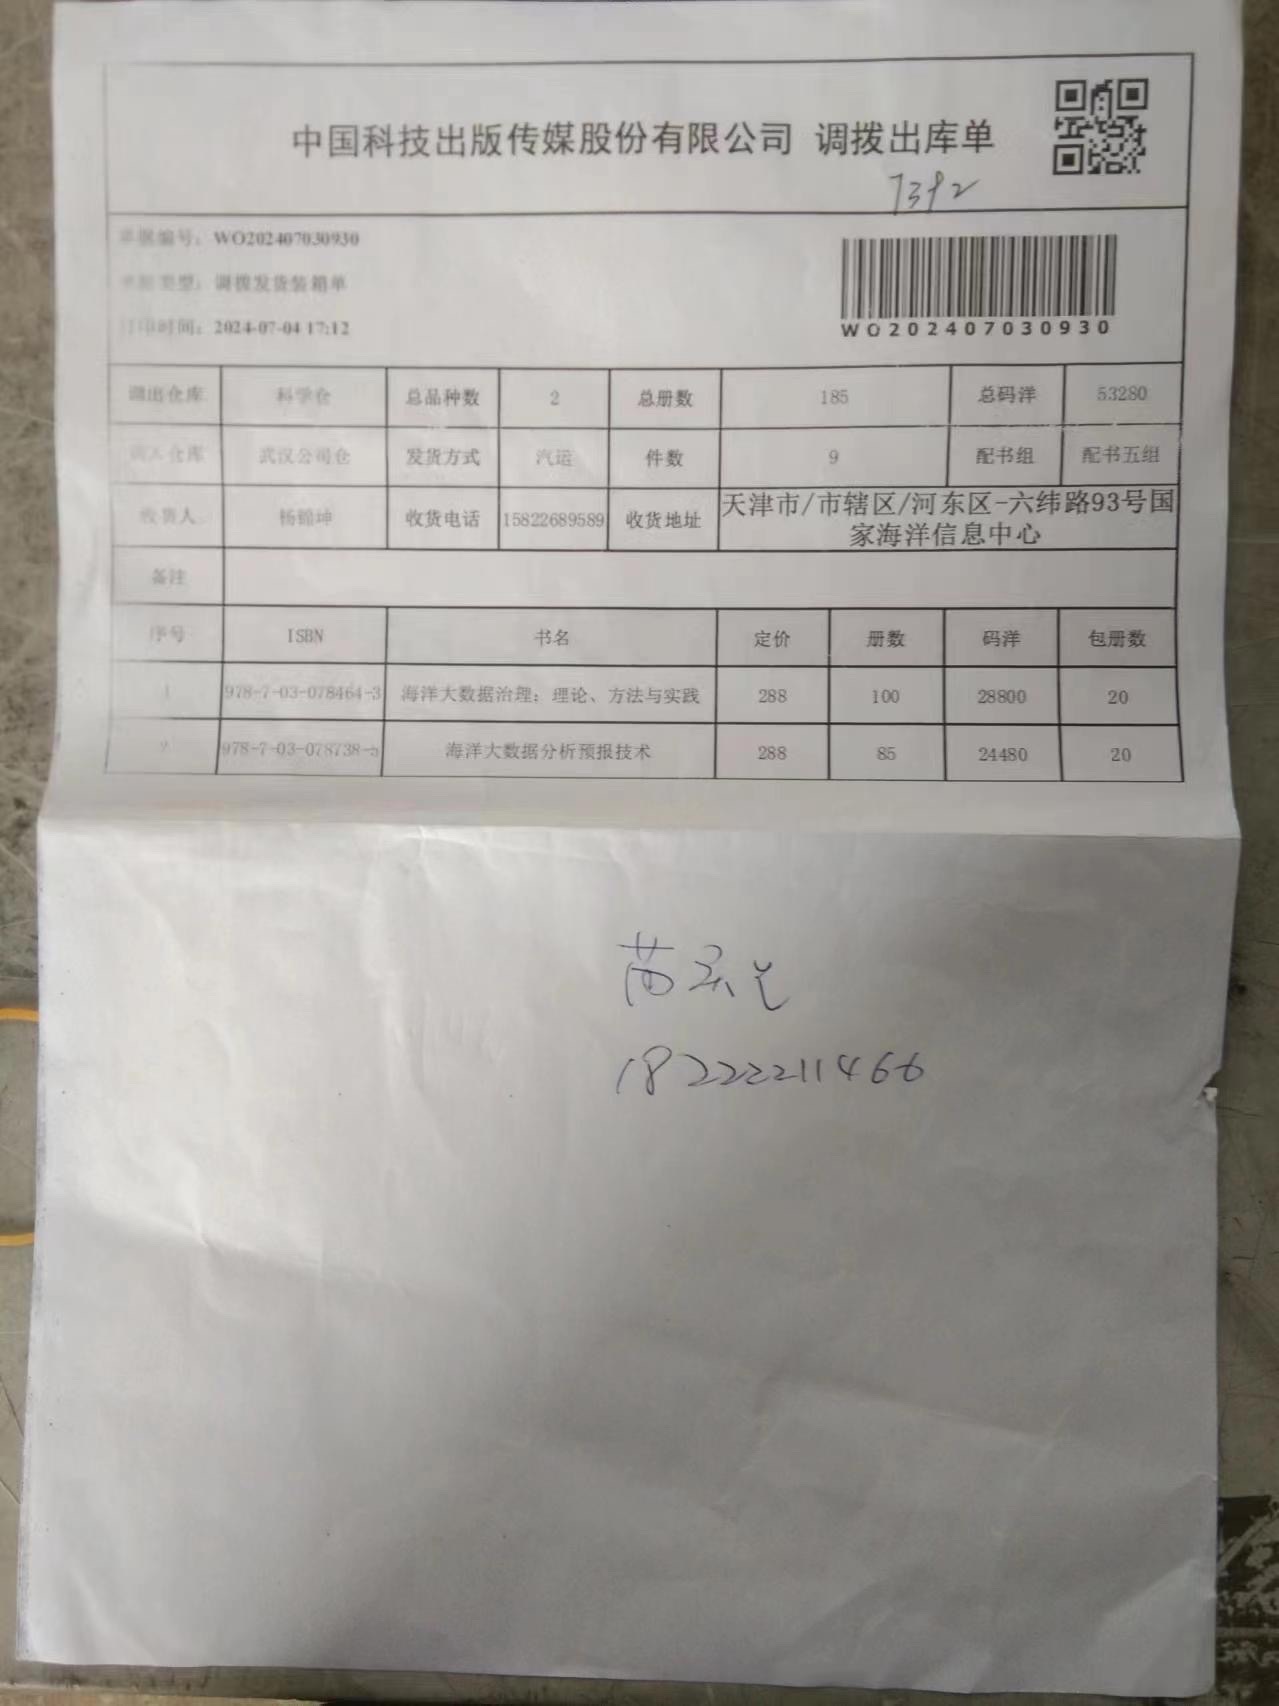 中国科技出版传媒股份有限公司 调拨出库单
单据编号：WO202407030930
单据类型：调拨发货装箱单
打印时间：2024-07-04 17:12
WO202407030930
调出仓库 科学仓 总品种数 2 总册数 185 总码洋 53280
调入仓库 武汉公司仓 发货方式 汽运 件数 9 配书组 配书五组
收货人 杨锦坤 收货电话 15822689589 收货地址 天津市/市辖区/河东区-六纬路93号国
家海洋信息中心
备注
序号 ISBN 书名 定价 册数 码洋 包册数
1 978-7-03-078464-3 海洋大数据治理：理论、方法与实践 288 100 28800 20
2 978-7-03-078738-5 海洋大数据分析预报技术 288 85 24480 20
18222211466